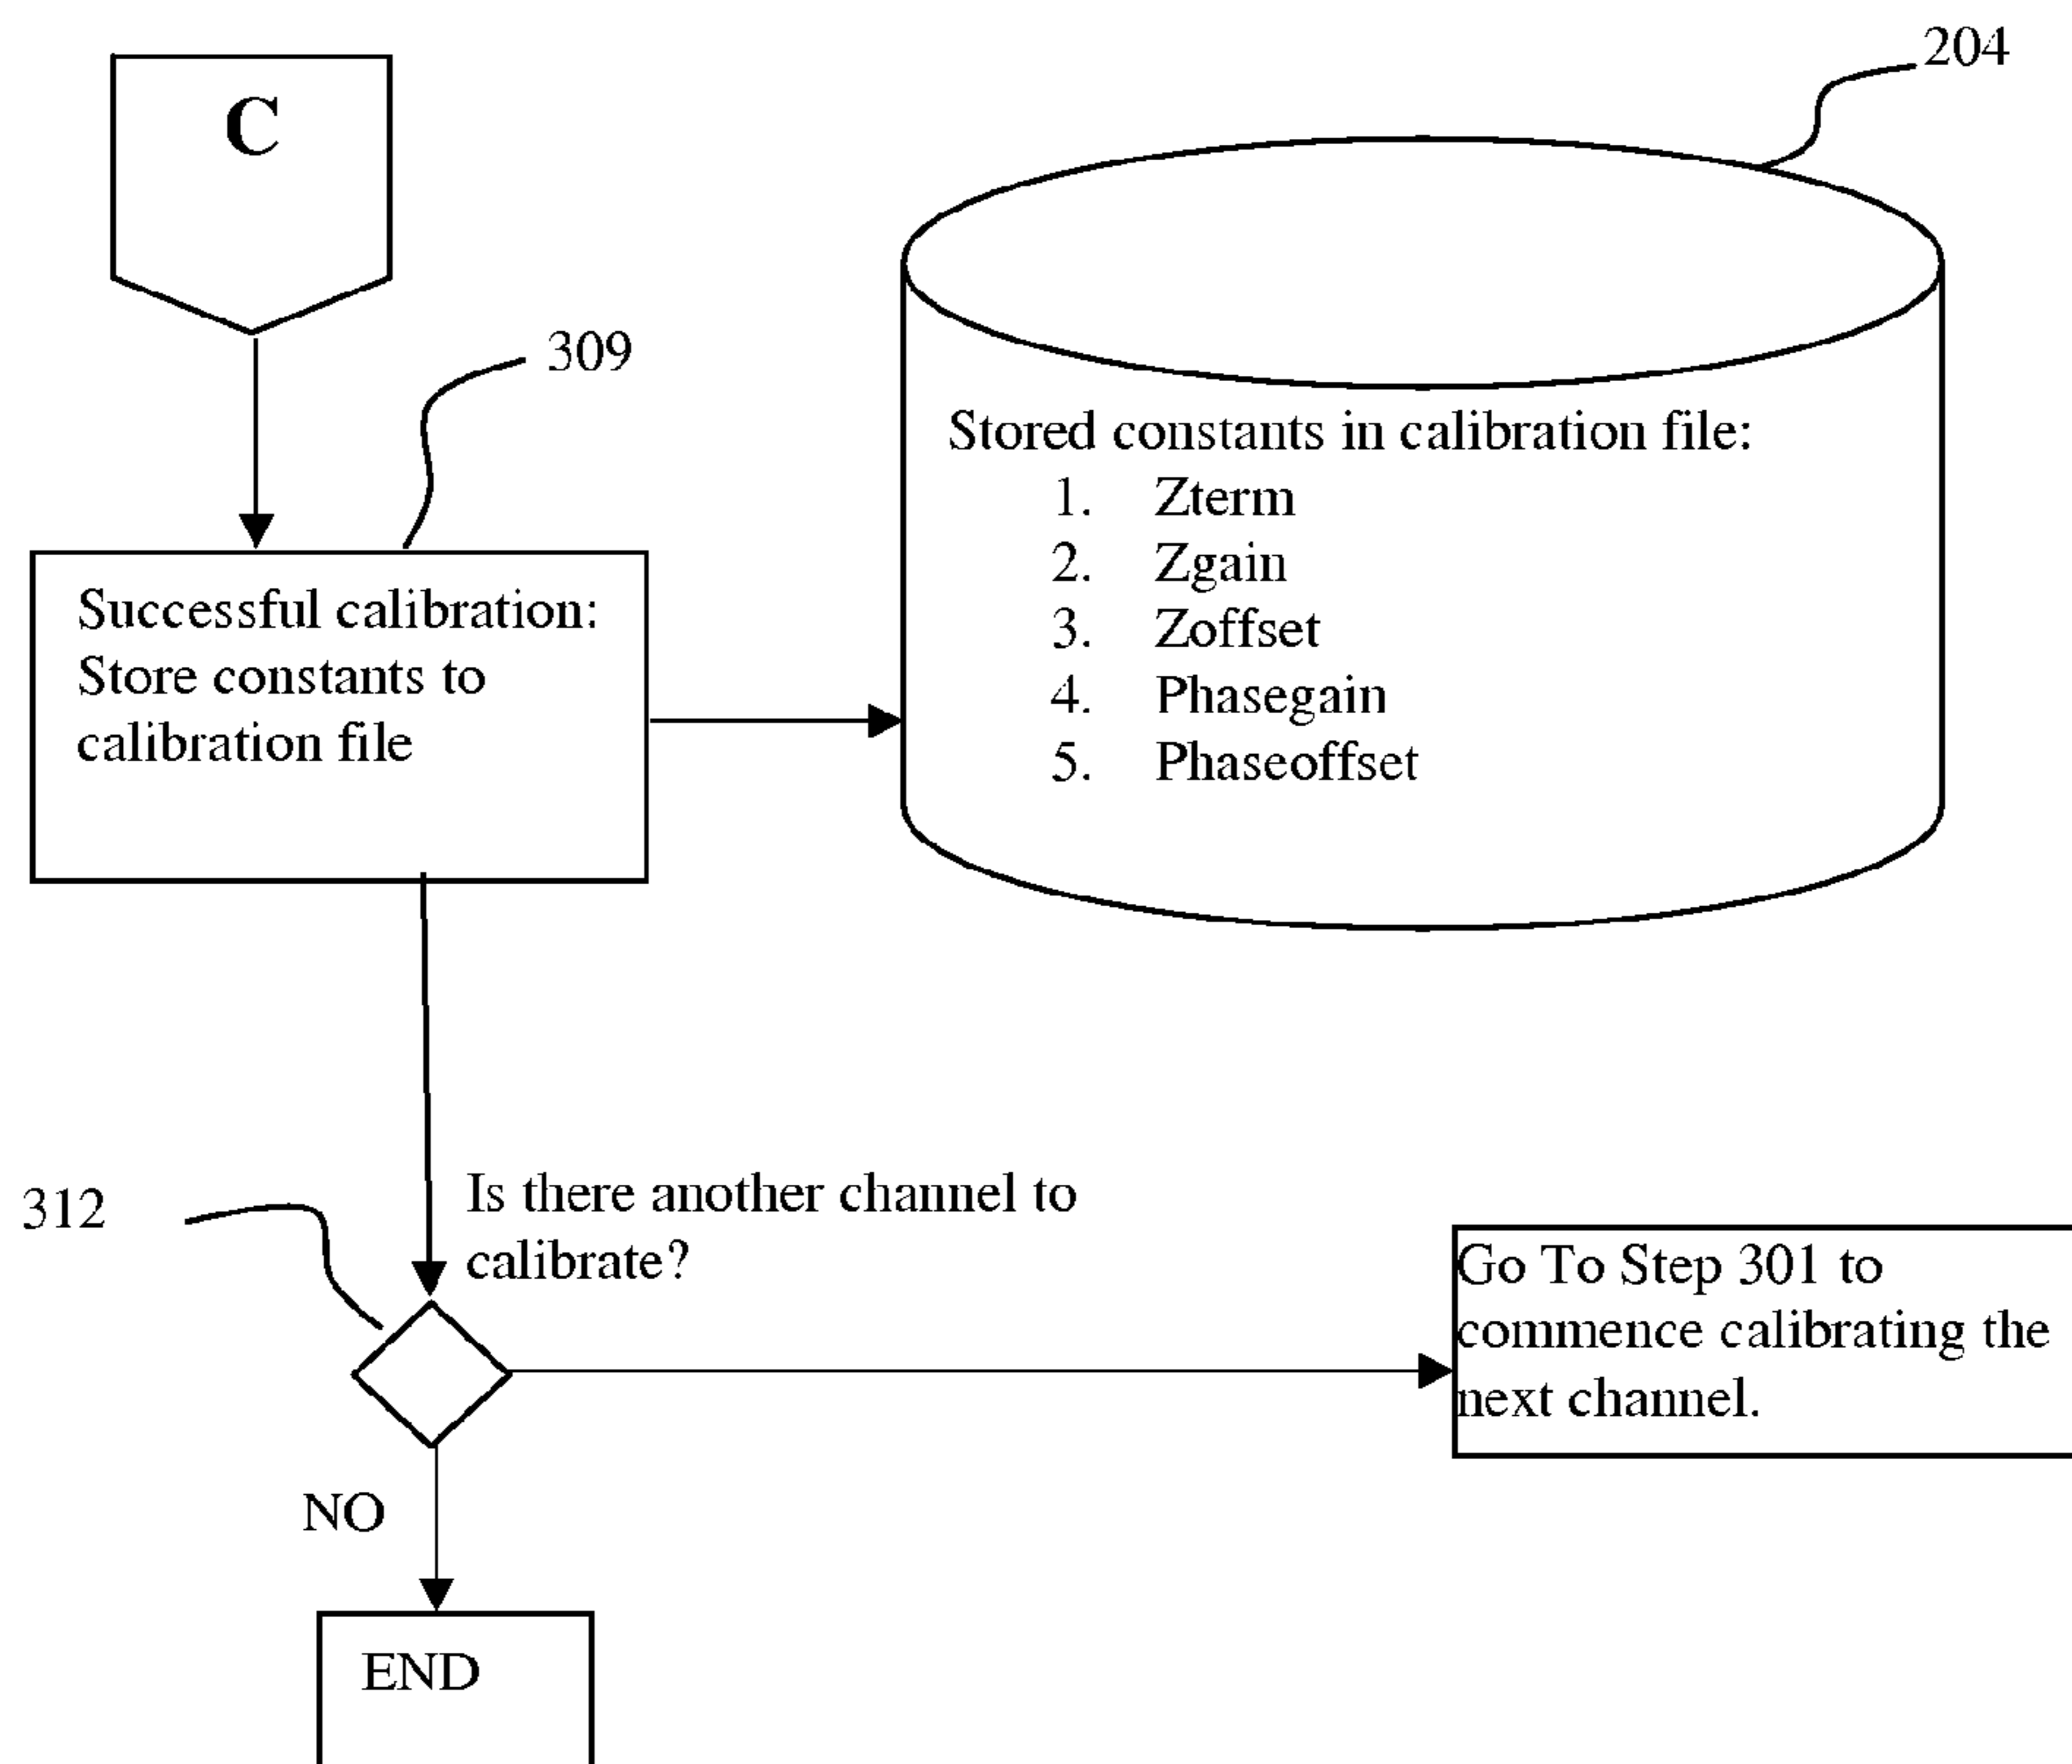 C
204
309
Successful calibration:
Store constants to
calibration file
Stored constants in calibration file:
1. Zterm
2. Zgain
3. Zoffset
4. Phasegain
5. Phaseoffset
312
Is there another channel to
calibrate?
Go To Step 301 to
commence calibrating the
next channel.
NO
END